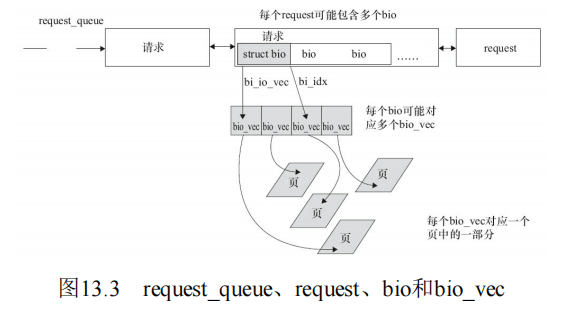 每个request可能包含多个bio
request_queue
请求
请求
struct bio
bio
bio
……
request
bi_io_vec
bi_idx
bio_vec
bio_vec
bio_vec
bio_vec
每个bio可能对
应多个bio_vec
页
页
页
页
每个bio_vec对应一个
页中的一部分
图13.3 request_queue、request、bio和bio_vec